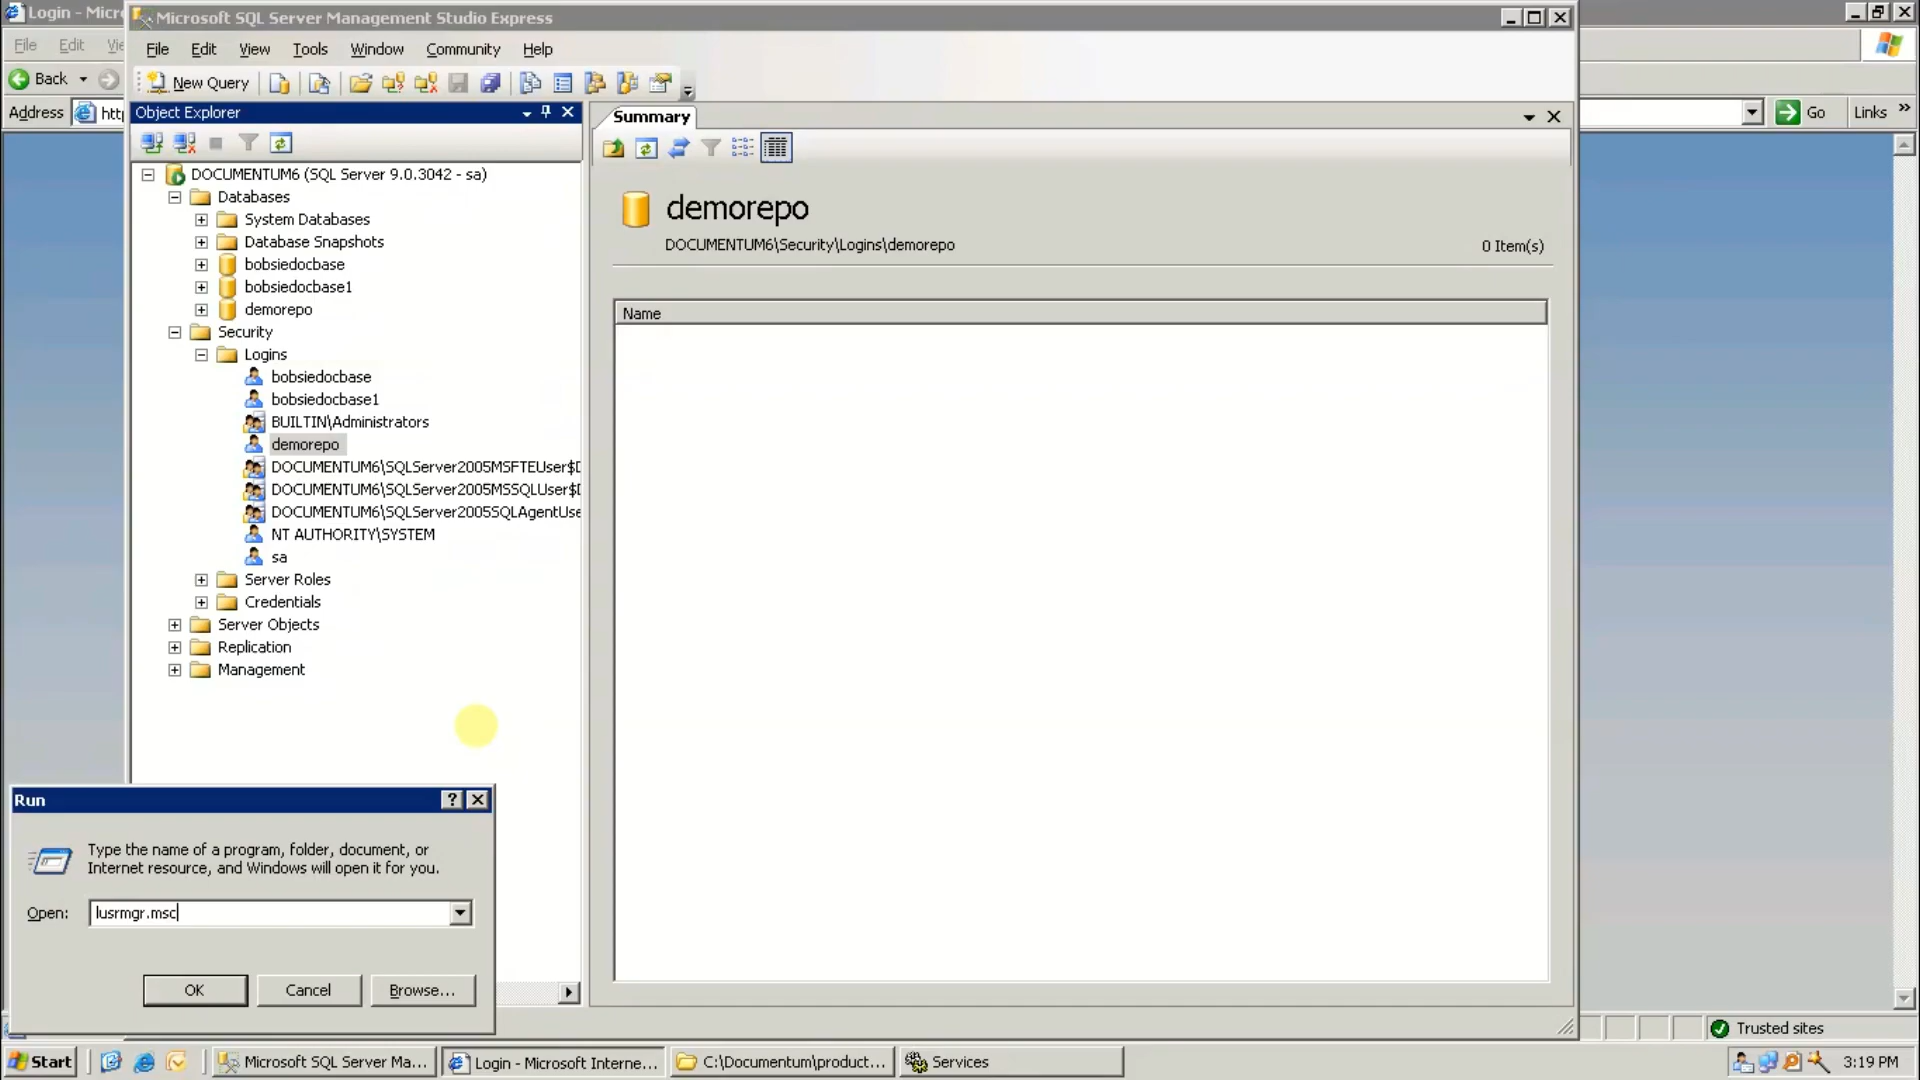 Login - Micr
Microsoft SQL Server Management Studio Express
File Edit Vie
File Edit View Tools Window Community Help
Back
New Query
Address
http
Object Explorer
Summary
Go Links »
DOCUMENTUM6 (SQL Server 9.0.3042 - sa)
Databases
System Databases
Database Snapshots
bobsiedocbase
bobsiedocbase1
demorepo
Security
Logins
bobsiedocbase
bobsiedocbase1
BUILTIN\Administrators
demorepo
DOCUMENTUM6\SQLServer2005MSFTEUser$D
DOCUMENTUM6\SQLServer2005MSSQLUser$D
DOCUMENTUM6\SQLServer2005SQLAgentUse
NT AUTHORITY\SYSTEM
sa
Server Roles
Credentials
Server Objects
Replication
Management
demorepo
DOCUMENTUM6\Security\Logins\demorepo
0 Item(s)
Name
Run
Type the name of a program, folder, document, or
Internet resource, and Windows will open it for you.
Open: lusrmgr.msc
OK Cancel Browse...
Trusted sites
Start
Microsoft SQL Server Ma...
Login - Microsoft Interne...
C:\Documentum\product...
Services
3:19 PM